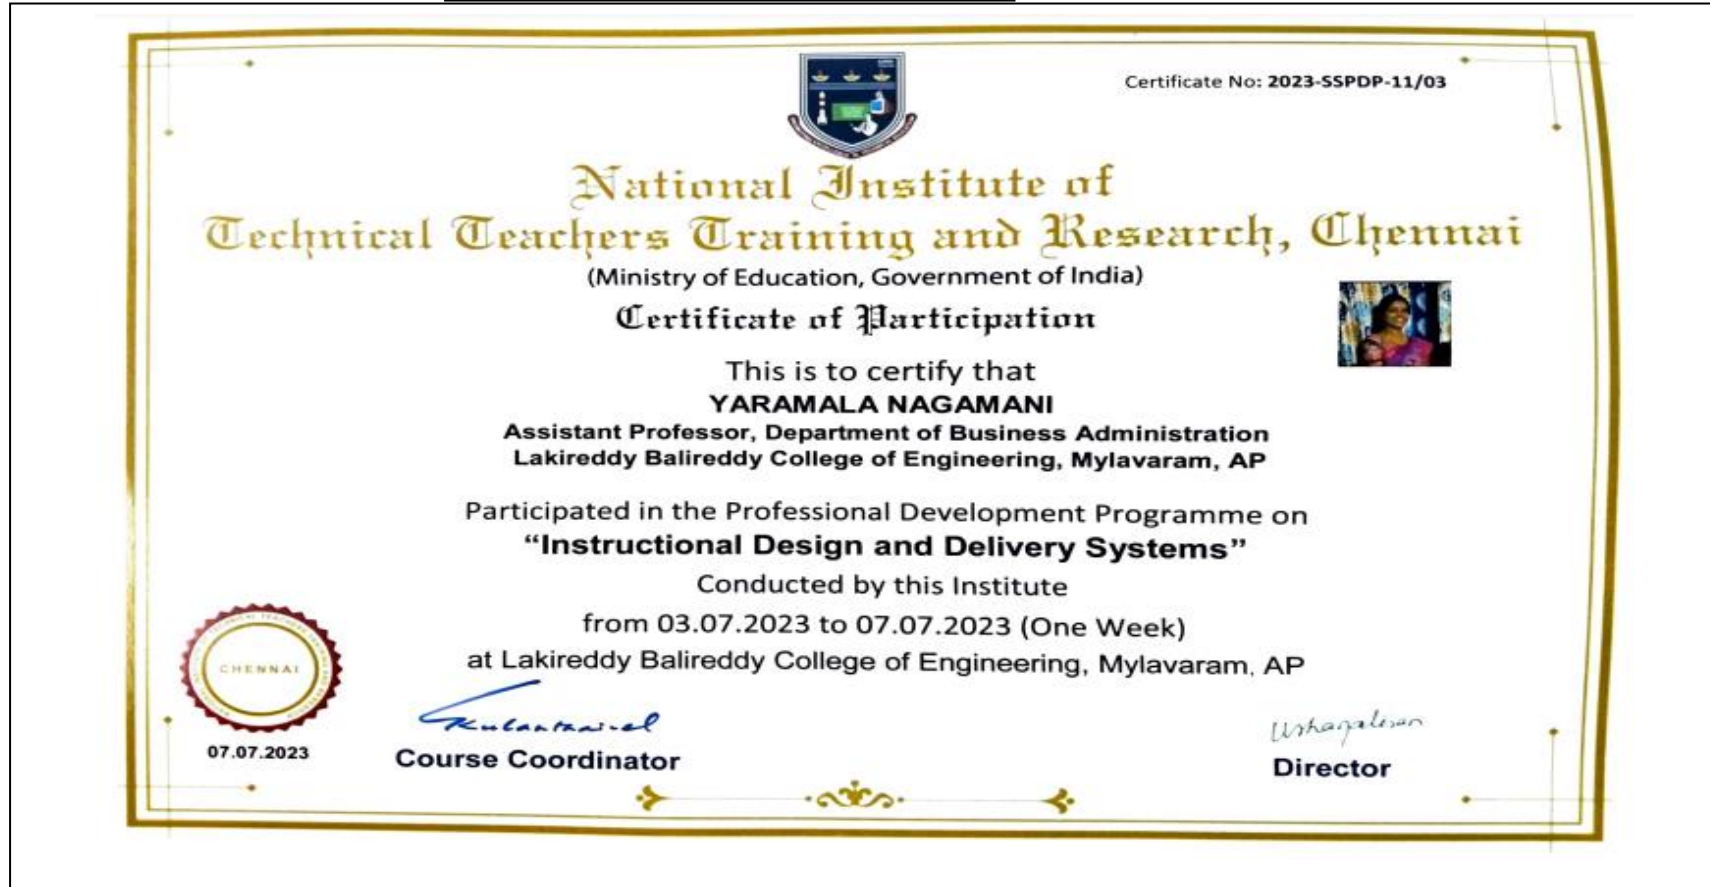 Certificate No: 2023-SSPDP-11/03
National Institute of
Technical Teachers Training and Research, Chennai
(Ministry of Education, Government of India)
Certificate of Participation
This is to certify that
YARAMALA NAGAMANI
Assistant Professor, Department of Business Administration
Lakireddy Balireddy College of Engineering, Mylavaram, AP
Participated in the Professional Development Programme on
“Instructional Design and Delivery Systems”
Conducted by this Institute
from 03.07.2023 to 07.07.2023 (One Week)
at Lakireddy Balireddy College of Engineering, Mylavaram, AP
CHENNAI
07.07.2023
Course Coordinator
Director